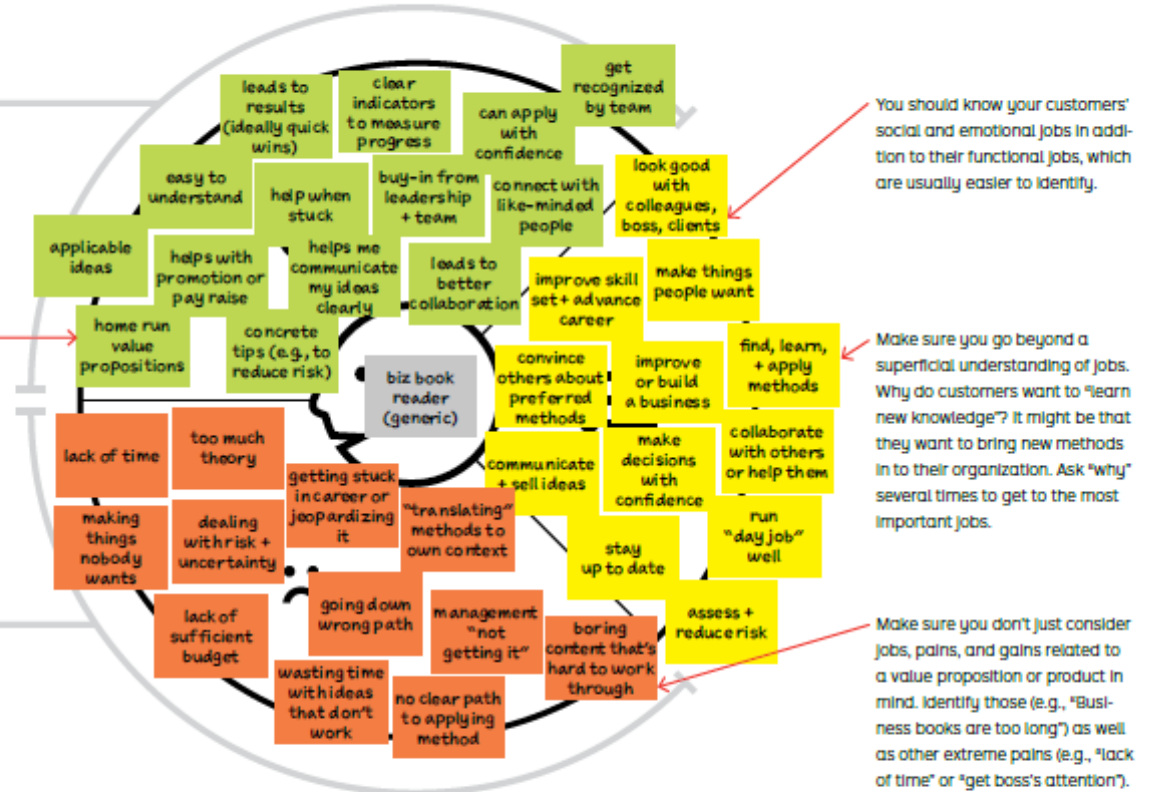 leads to
results
(ideally quick
wins)
clear
indicators
to measure
progress
can apply
with
confidence
get
recognized
by team
easy to
understand
help when
stuck
buy-in from
leadership
+ team
connect with
like-minded
people
applicable
ideas
helps with
promotion or
pay raise
helps me
communicate
my ideas
clearly
leads to
better
collaboration
home run
value
propositions
concrete
tips (e.g., to
reduce risk)
biz book
reader
(generic)
look good
with
colleagues,
boss, clients
improve skill
set+ advance
career
make things
people want
convince
others about
preferred
methods
improve
or build
a business
find, learn,
+ apply
methods
communicate
+ sell ideas
make
decisions
with
confidence
collaborate
with others
or help them
stay
up to date
run
"day job"
well
assess +
reduce risk
lack of time
too much
theory
getting stuck
in career or
jeopardizing
it
"translating"
methods to
own context
making
things
nobody
wants
dealing
with risk +
uncertainty
lack of
sufficient
budget
going down
wrong path
management
"not
getting it"
boring
content that's
hard to work
through
wasting time
with ideas
that don't
work
no clear path
to applying
method
You should know your customers'
social and emotional jobs in addi-
tion to their functional jobs, which
are usually easier to identify.
Make sure you go beyond a
superficial understanding of jobs.
Why do customers want to "learn
new knowledge"? It might be that
they want to bring new methods
in to their organization. Ask "why"
several times to get to the most
important jobs.
Make sure you don't just consider
jobs, pains, and gains related to
a value proposition or product in
mind. Identify those (e.g., "Busi-
ness books are too long") as well
as other extreme pains (e.g., "lack
of time" or "get boss's attention").